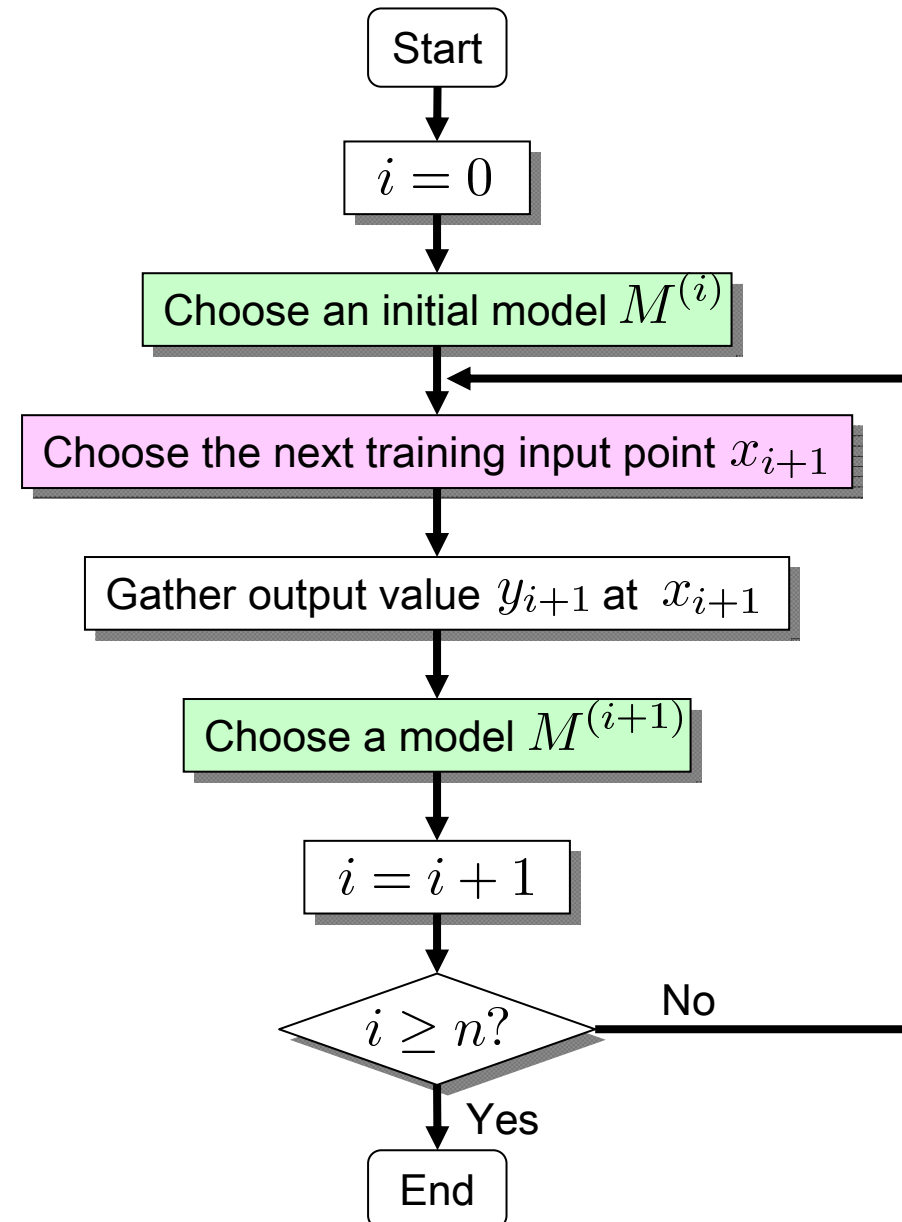 Start
i = 0
Choose an initial model M^(i)
Choose the next training input point x_{i+1}
Gather output value y_{i+1} at x_{i+1}
Choose a model M^(i+1)
i = i + 1
i ≥ n?
No
Yes
End